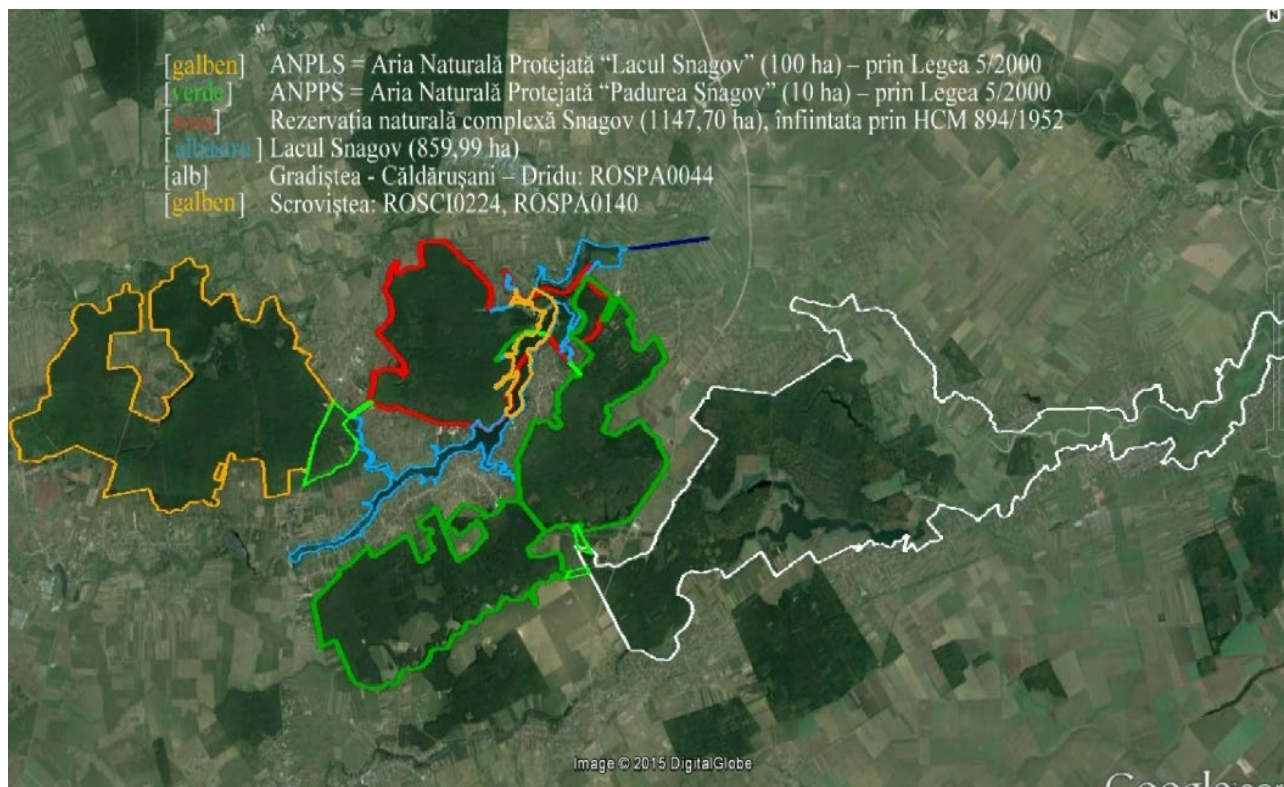 N
[galben] ANPLS = Aria Naturală Protejată “Lacul Snagov” (100 ha) – prin Legea 5/2000
[verde] ANPPS = Aria Naturală Protejată “Padurea Snagov” (10 ha) – prin Legea 5/2000
[rosu] Rezervația naturală complexă Snagov (1147,70 ha), înfiintata prin HCM 894/1952
[albastru] Lacul Snagov (859,99 ha)
[alb] Gradiștea - Căldărușani – Dridu: ROSPA0044
[galben] Scroviștea: ROSCI0224, ROSPA0140
Image © 2015 DigitalGlobe